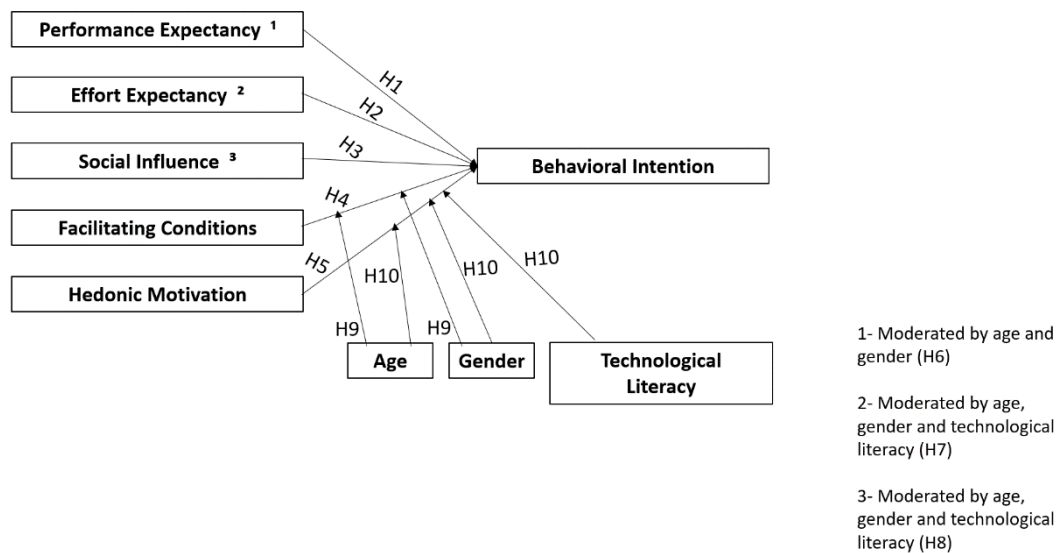 Performance Expectancy ¹
H1
Effort Expectancy ²
H2
Social Influence ³
H3
Behavioral Intention
Facilitating Conditions
H4
Hedonic Motivation
H5
H10
H10
H10
H9
H9
Age
Gender
Technological
Literacy
1- Moderated by age and
gender (H6)
2- Moderated by age,
gender and technological
literacy (H7)
3- Moderated by age,
gender and technological
literacy (H8)